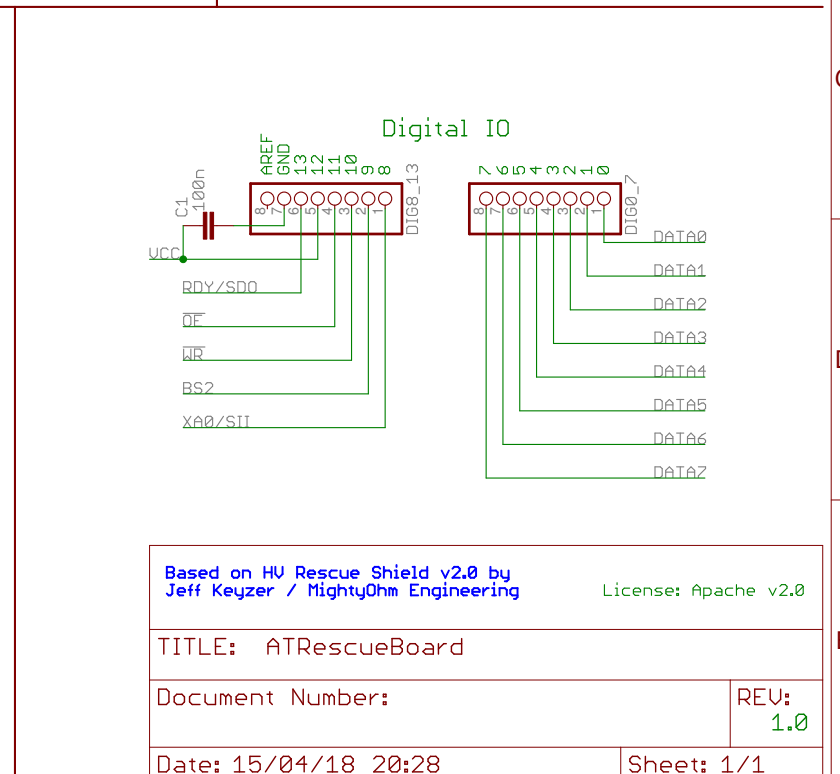 Digital IO
AREF
GND
13
12
11
10
9
8
7
6
5
4
3
2
1
0
C1
100n
8
7
6
5
4
3
2
1
DIG8_13
8
7
6
5
4
3
2
1
DIG0_7
VCC
RDY/SDO
OE
WR
BS2
XA0/SII
DATA0
DATA1
DATA2
DATA3
DATA4
DATA5
DATA6
DATA7
Based on HV Rescue Shield v2.0 by
Jeff Keyzer / MightyOhm Engineering
License: Apache v2.0
TITLE: ATRescueBoard
Document Number:
REV:
1.0
Date: 15/04/18 20:28
Sheet: 1/1